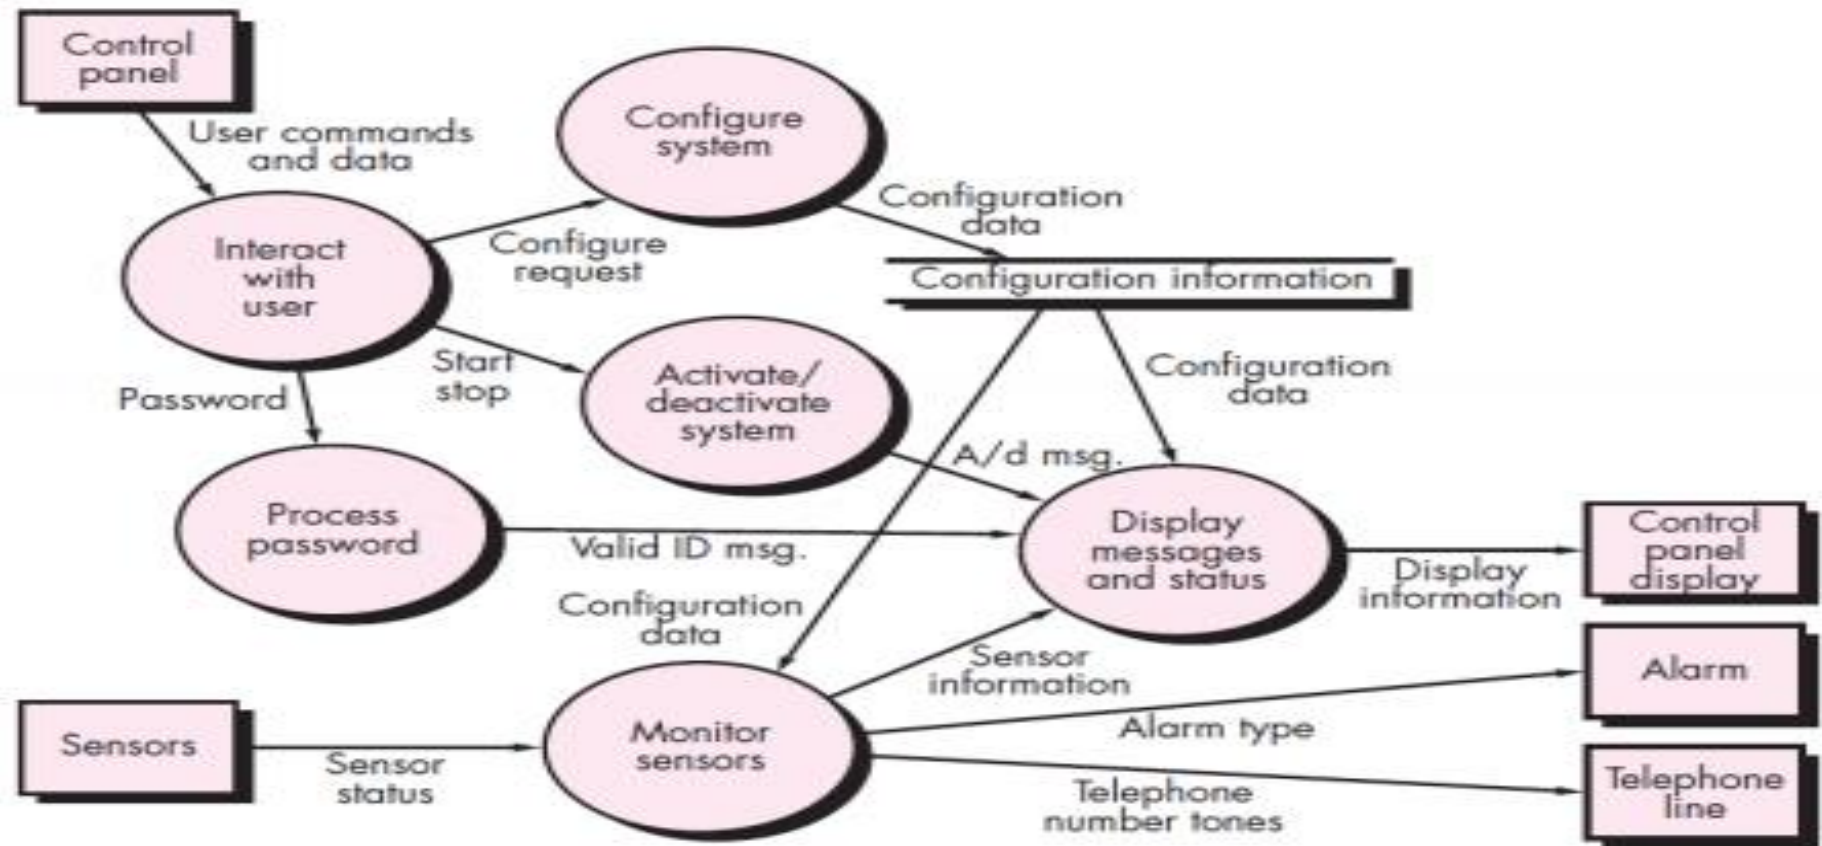 Control
panel
User commands
and data
Configure
system
Interact
with
user
Configure
request
Configuration
data
Configuration information
Start
stop
Password
Activate/
deactivate
system
Configuration
data
A/d msg.
Process
password
Valid ID msg.
Display
messages
and status
Display
information
Control
panel
display
Configuration
data
Sensor
information
Alarm
Sensors
Sensor
status
Monitor
sensors
Alarm type
Telephone
number tones
Telephone
line